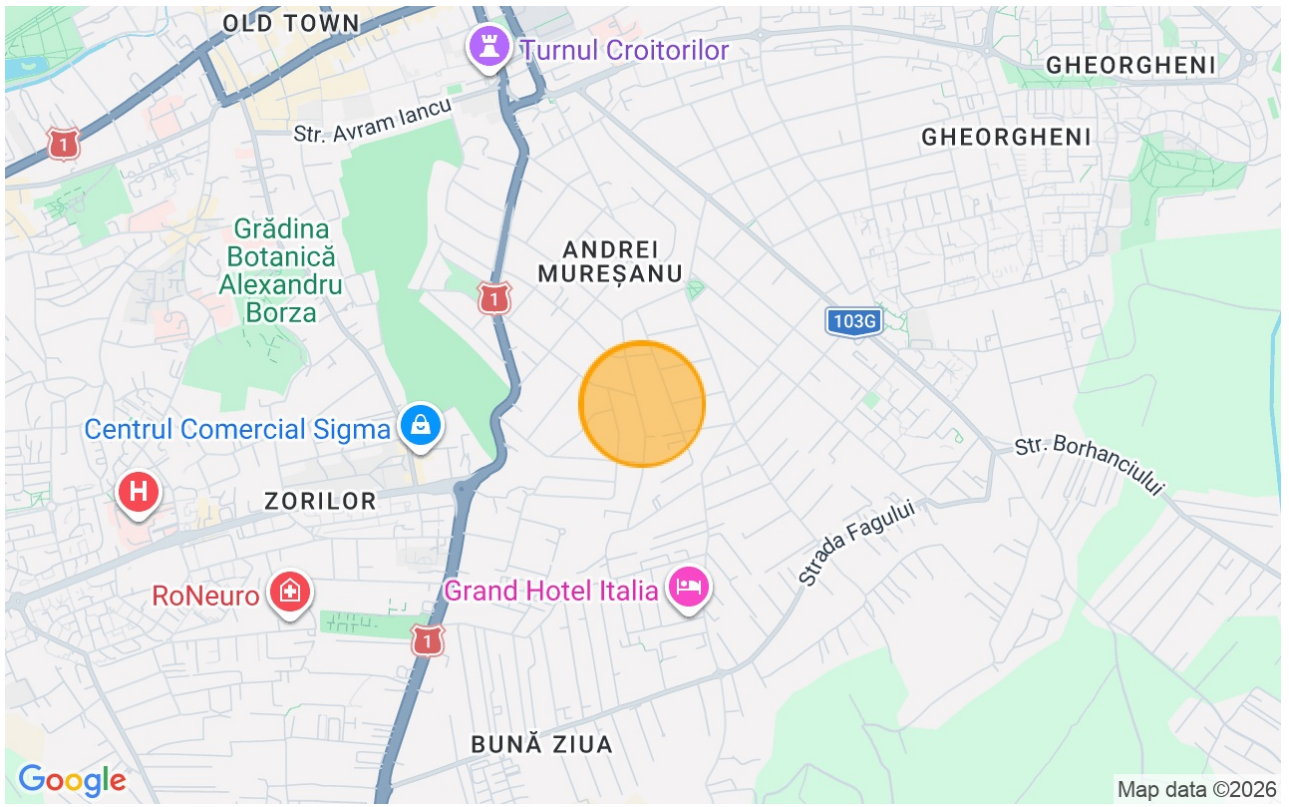 OLD TOWN
Turnul Croitorilor
GHEORGHENI
Str. Avram Iancu
1
GHEORGHENI
Grădina
Botanică
Alexandru
Borza
ANDREI
MUREȘANU
1
103G
Centrul Comercial Sigma
Str. Borhanciului
H
ZORILOR
Strada Fagului
RoNeuro
Grand Hotel Italia
1
BUNĂ ZIUA
Google
Map data ©2026